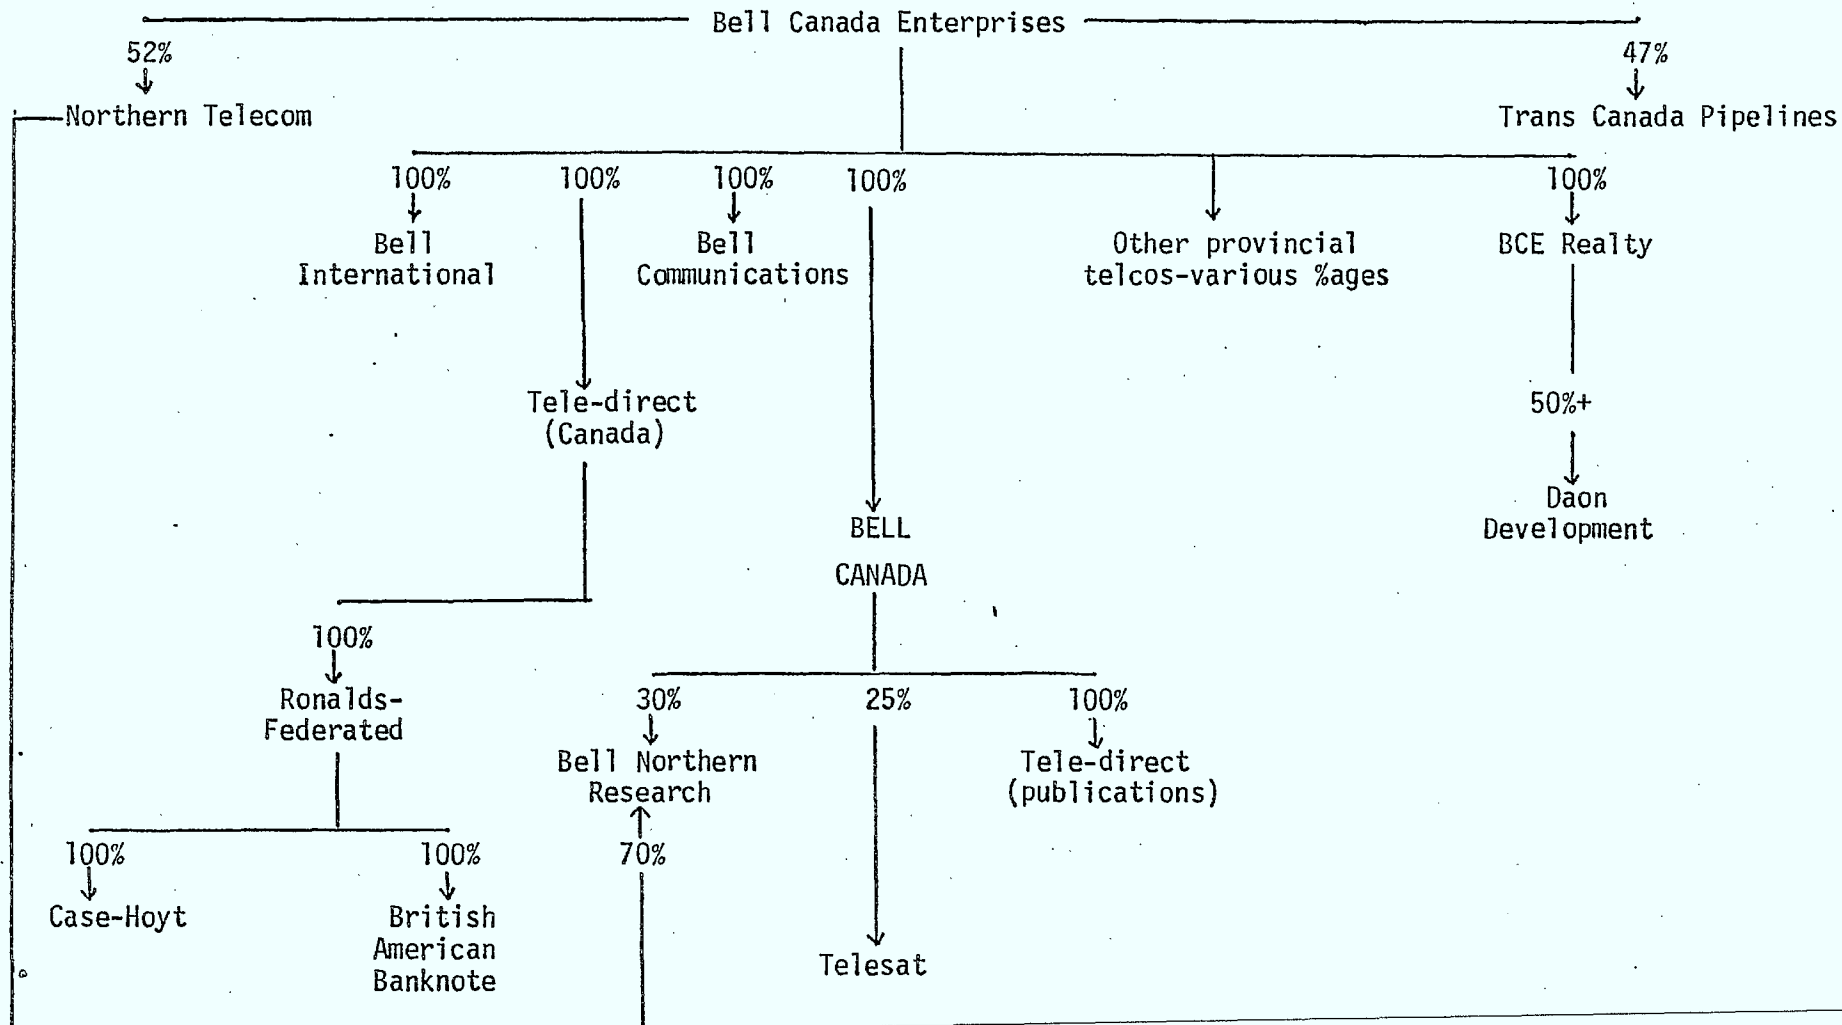 Bell Canada Enterprises
52%
47%
Northern Telecom
Trans Canada Pipelines
100%
100%
100%
100%
100%
Bell
International
Bell
Communications
Other provincial
telcos-various %ages
BCE Realty
Tele-direct
(Canada)
50%+
Daon
Development
BELL
CANADA
100%
Ronalds-
Federated
30%
25%
100%
Bell Northern
Research
Tele-direct
(publications)
100%
100%
70%
Case-Hoyt
British
American
Banknote
Telesat